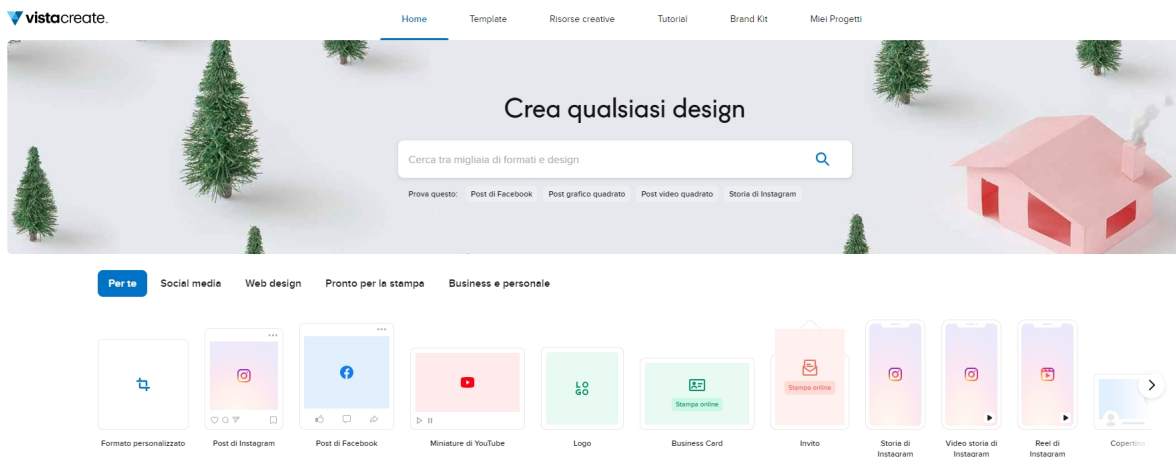 vistacreate.
Home Template Risorse creative Tutorial Brand Kit Miei Progetti
Crea qualsiasi design
Cerca tra migliaia di formati e design
Prova questo: Post di Facebook Post grafico quadrato Post video quadrato Storia di Instagram
Per te Social media Web design Pronto per la stampa Business e personale
LO
GO
Stampa online
Stampa online
Formato personalizzato
Post di Instagram
Post di Facebook
Miniature di YouTube
Logo
Business Card
Invito
Storia di
Instagram
Video storia di
Instagram
Reel di
Instagram
Copertina